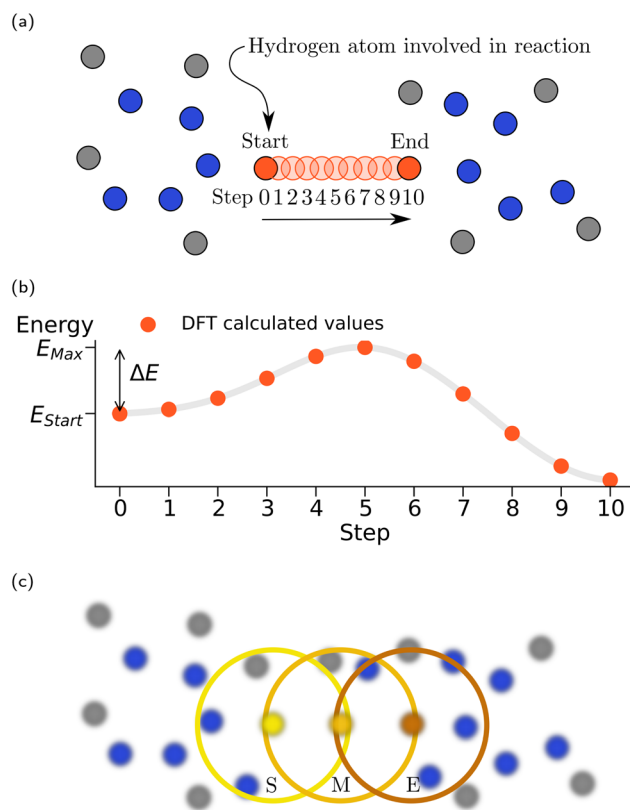 (a)
Hydrogen atom involved in reaction
Start
End
Step 0 1 2 3 4 5 6 7 8 9 10
(b)
Energy
DFT calculated values
E_Max
ΔE
E_Start
0 1 2 3 4 5 6 7 8 9 10
Step
(c)
S M E